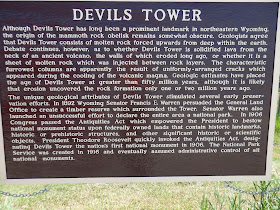 DEVILS TOWER
Although Devils Tower has long been a prominent landmark in northeastern Wyoming,
the origin of the mammoth rock obelisk remains somewhat obscure. Geologists agree
that Devils Tower consists of molten rock forced upwards from deep within the earth.
Debate continues, however, as to whether Devils Tower is solidified lava from the
neck of an ancient volcano, the walls of which eroded long ago, or whether it is a
sheet of molten rock which was injected between rock layers. The characteristic
furrowed columns are apparently the result of uniformly-arranged cracks which
appeared during the cooling of the volcanic magma. Geologic estimates have placed
the age of Devils Tower at greater than fifty million years, although it is likely
that erosion uncovered the rock formation only one or two million years ago.
The unique geological attributes of Devils Tower stimulated several early preser-
vation efforts. In 1892 Wyoming Senator Francis E. Warren persuaded the General Land
Office to create a timber reserve which surrounded the Tower. Senator Warren also
launched an unsuccessful effort to declare the entire area a national park. In 1906
Congress passed the Antiquities Act which empowered the President to bestow
national monument status upon federally owned lands that contain historic landmarks,
historic or prehistoric structures, and other significant historic or scientific
objects. President Theodore Roosevelt quickly invoked the Antiquities Act, desig-
nating Devils Tower the nation's first national monument in 1906. The National Park
Service was created in 1916 and eventually assumed administrative control of all
national monuments.